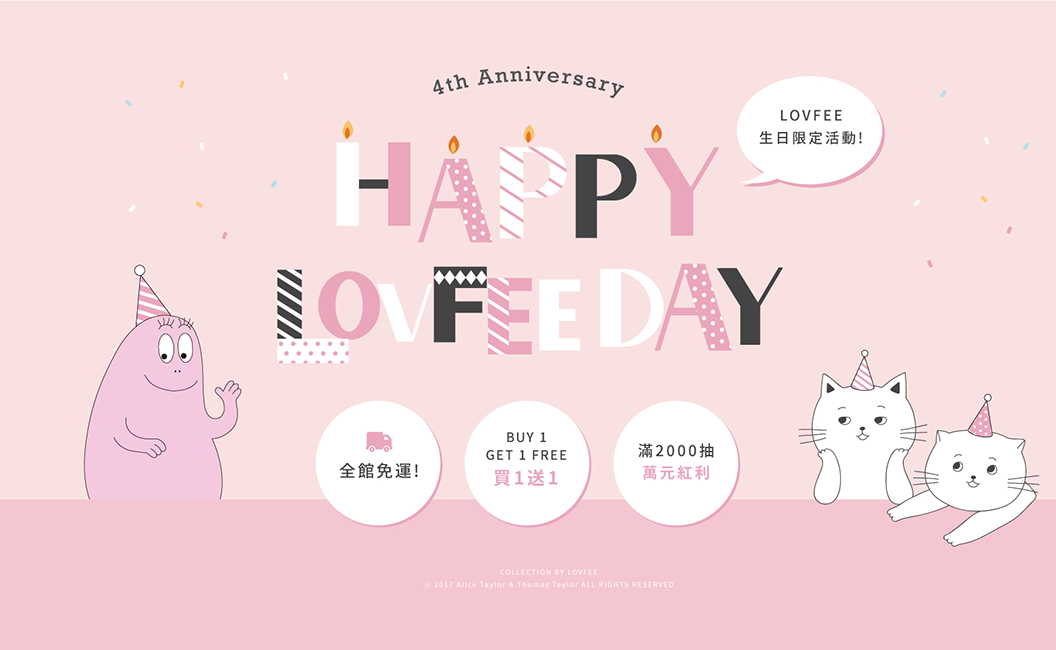 4th Anniversary
HAPPY
LOVFEE DAY
LOVFEE
生日限定活動!
全館免運!
BUY 1
GET 1 FREE
買1送1
滿2000抽
萬元紅利
COLLECTION BY LOVFEE
© 2017 Alice Taylor & Thomas Taylor ALL RIGHTS RESERVED